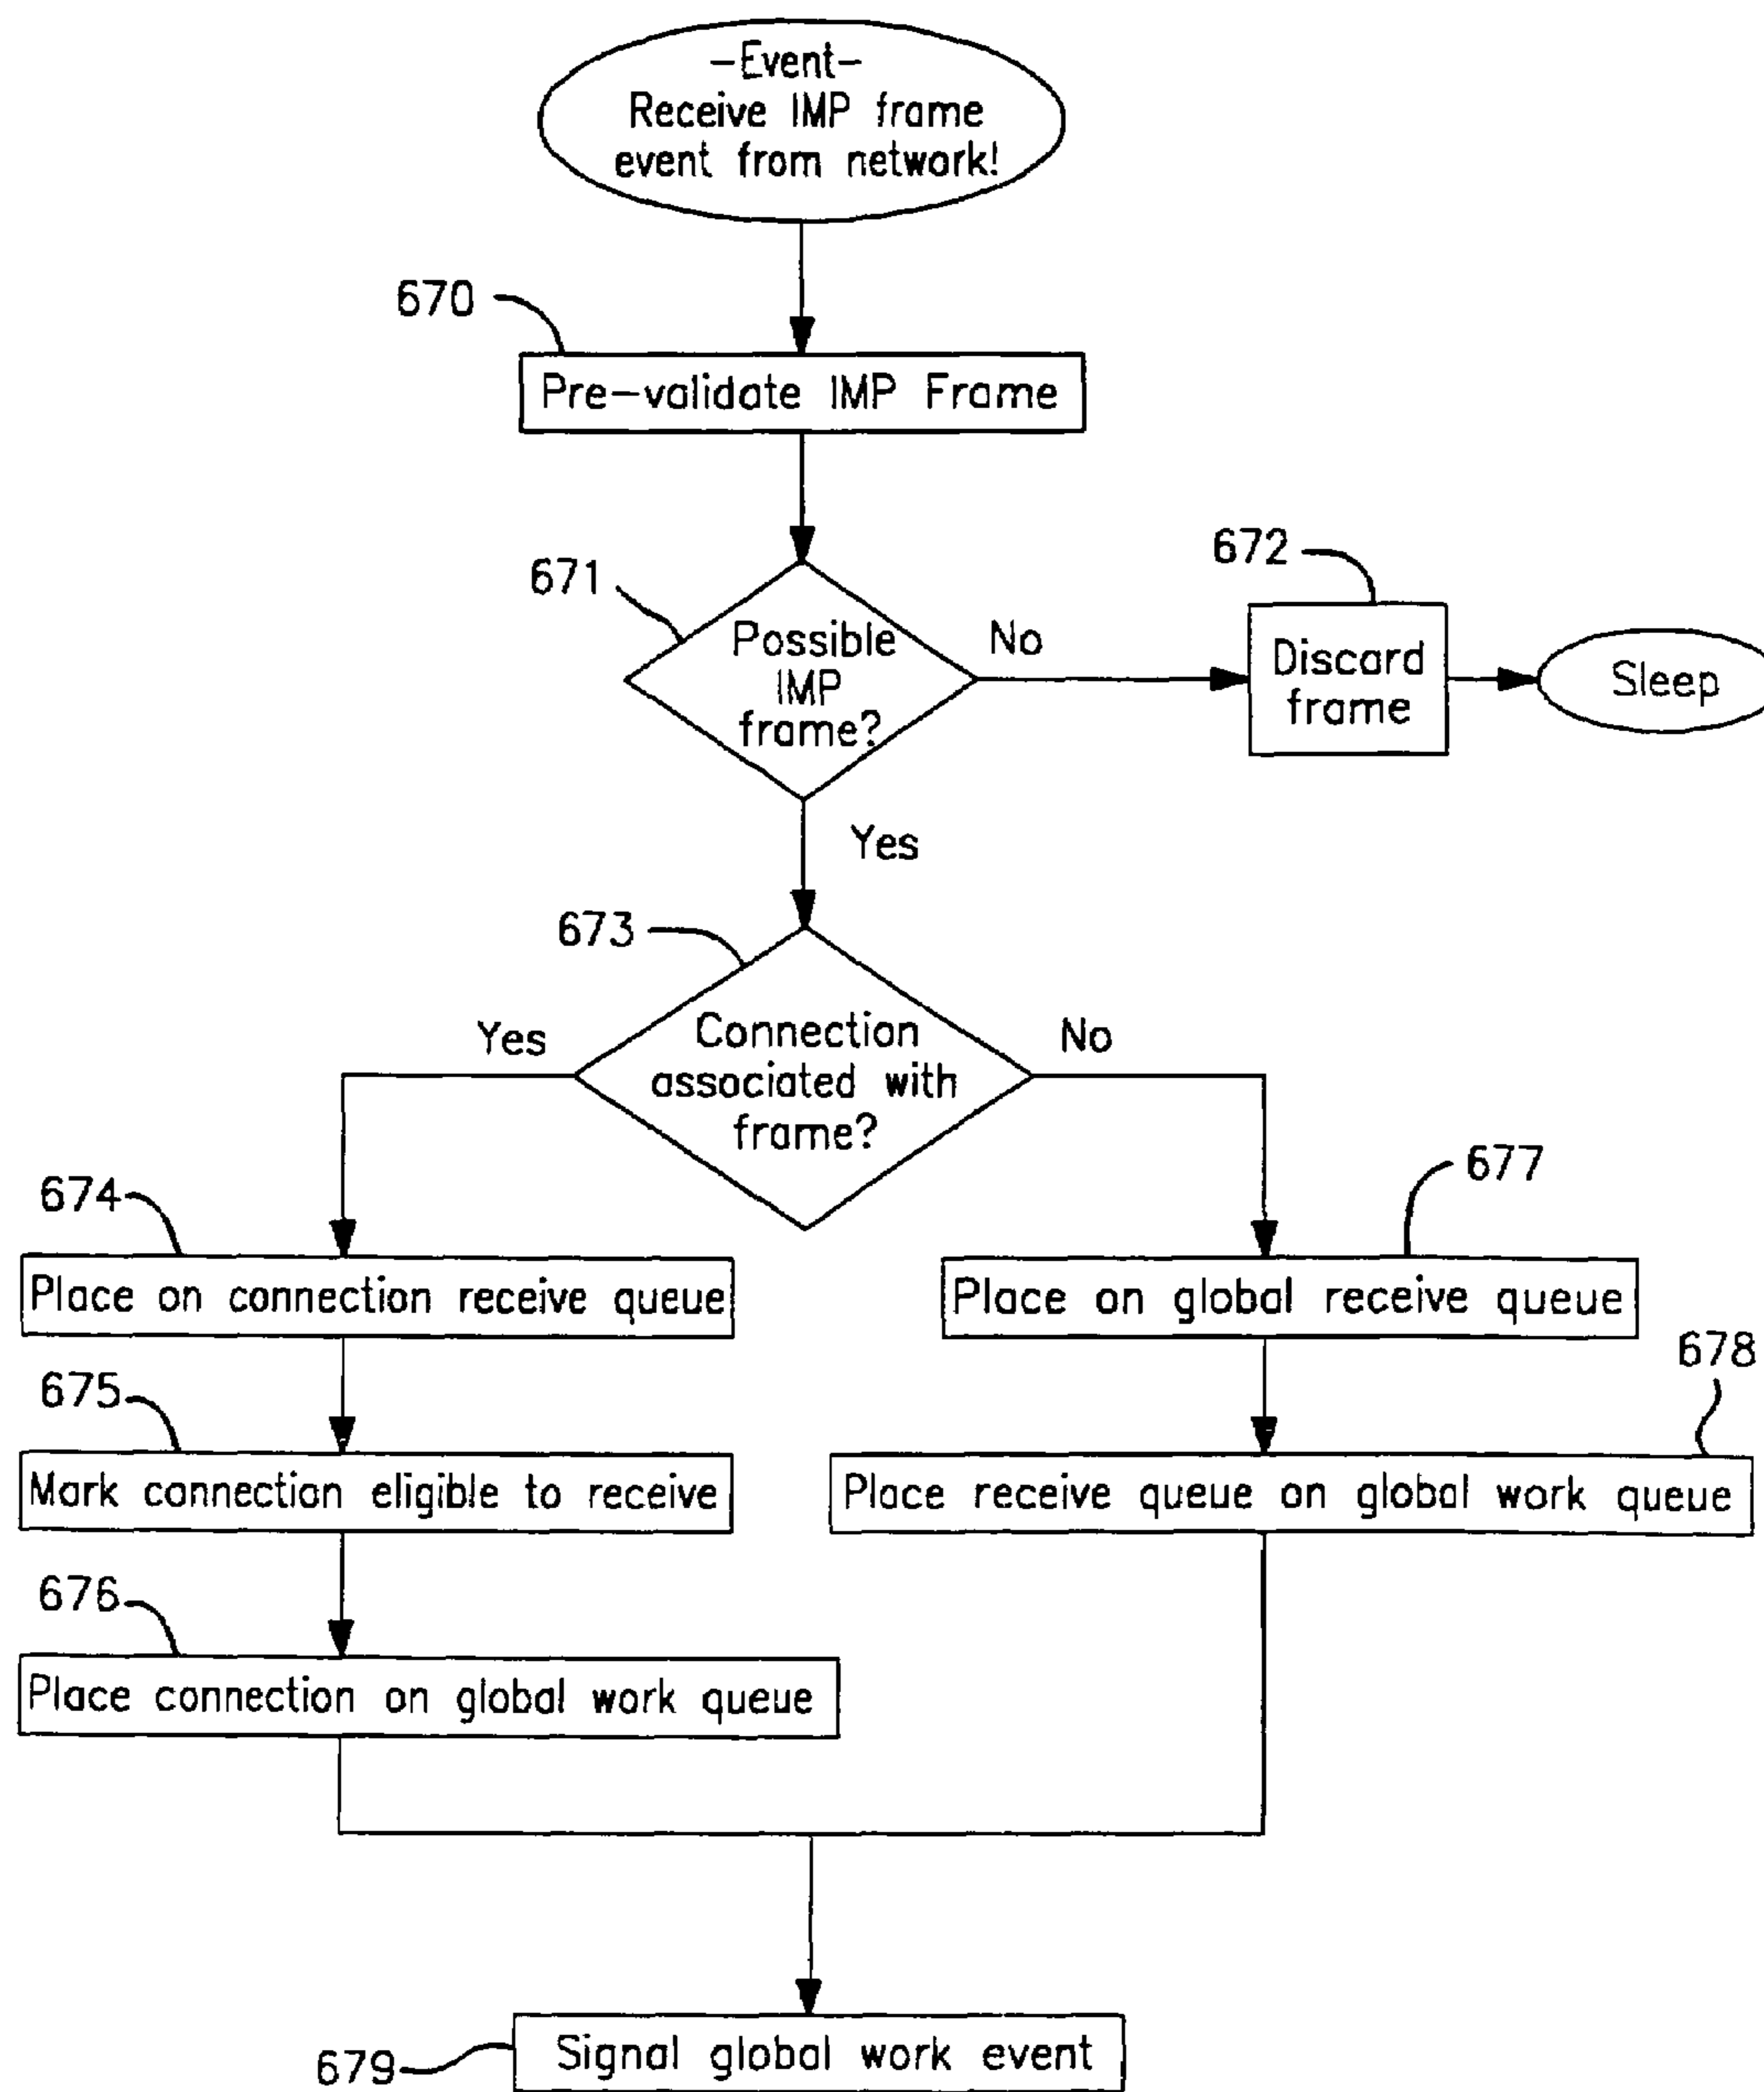 -Event-
Receive IMP frame
event from network!
670
Pre-validate IMP Frame
671
Possible
IMP
frame?
No
672
Discard
frame
Sleep
Yes
673
Connection
associated with
frame?
Yes
No
674
Place on connection receive queue
677
Place on global receive queue
675
Mark connection eligible to receive
678
Place receive queue on global work queue
676
Place connection on global work queue
679
Signal global work event